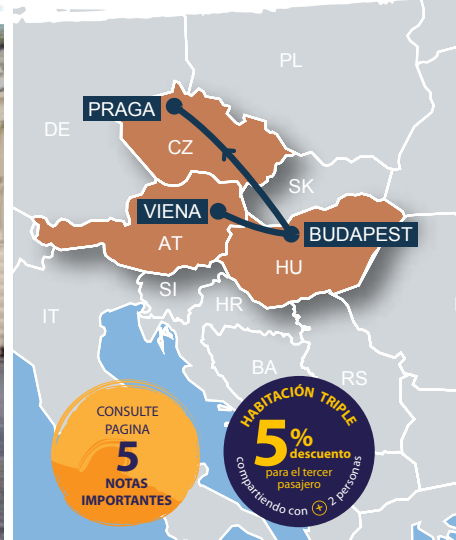 PL
PRAGA
DE
CZ
SK
VIENA
BUDAPEST
AT
HU
SI
HR
IT
BA
RS
CONSULTE
PAGINA
5
NOTAS
IMPORTANTES
HABITACIÓN TRIPLE
5%
descuento
para el tercer
pasajero
compartiendo con + 2 personas